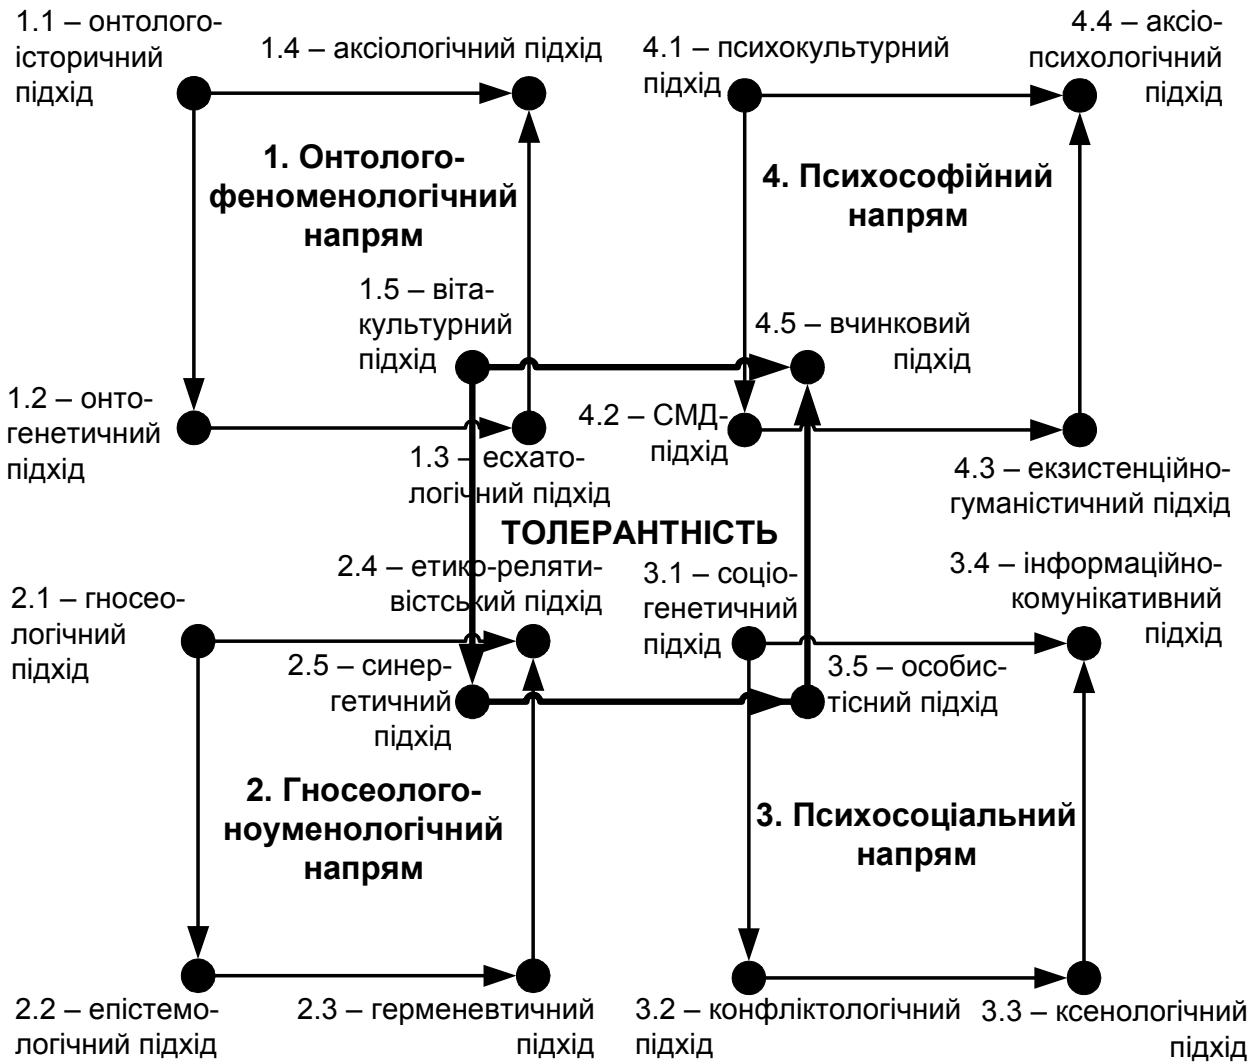 1.1 – онтолого-
історичний
підхід
1.4 – аксіологічний підхід
4.1 – психокультурний
підхід
4.4 – аксіо-
психологічний
підхід
1. Онтолого-
феноменологічний
напрям
4. Психософійний
напрям
1.5 – віта-
культурний
підхід
4.5 – вчинковий
підхід
1.2 – онто-
генетичний
підхід
1.3 – есхато-
логічний підхід
4.2 – СМД-
підхід
4.3 – екзистенційно-
гуманістичний підхід
ТОЛЕРАНТНІСТЬ
2.1 – гносео-
логічний
підхід
2.4 – етико-реляти-
вістський підхід
3.1 – соціо-
генетичний
підхід
3.4 – інформаційно-
комунікативний
підхід
2.5 – синер-
гетичний
підхід
3.5 – особис-
тісний підхід
2. Гносеолого-
ноуменологічний
напрям
3. Психосоціальний
напрям
2.2 – епістемо-
логічний підхід
2.3 – герменевтичний
підхід
3.2 – конфліктологічний
підхід
3.3 – ксенологічний
підхід